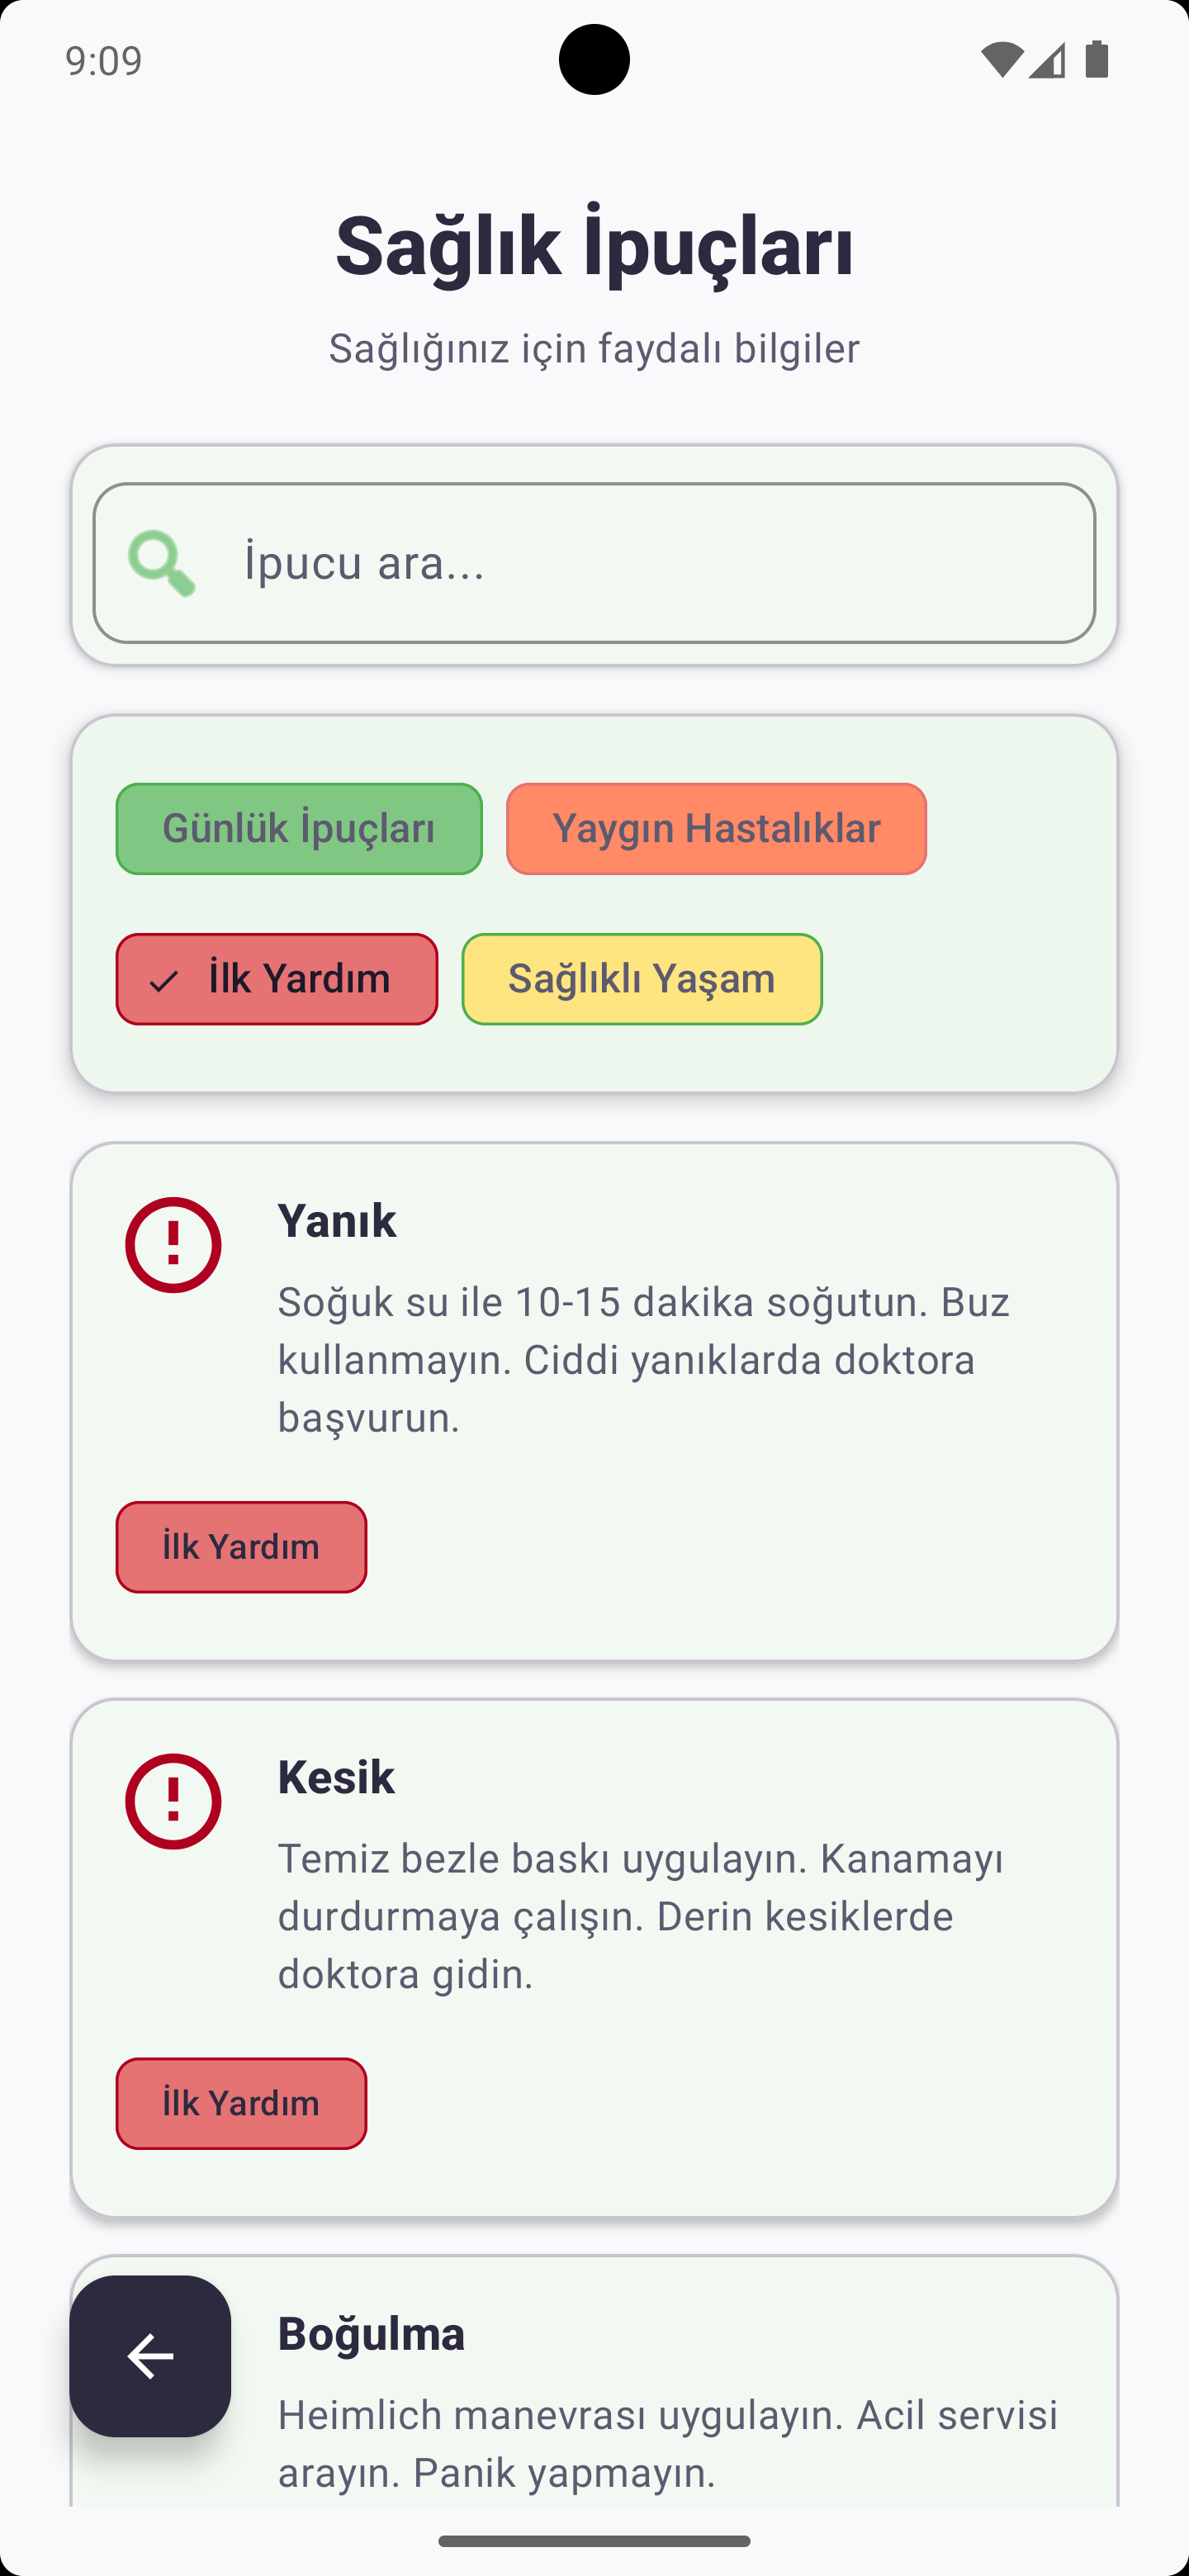 9:09
Sağlık İpuçları
Sağlığınız için faydalı bilgiler
İpucu ara...
Günlük İpuçları
Yaygın Hastalıklar
İlk Yardım
Sağlıklı Yaşam
Yanık
Soğuk su ile 10-15 dakika soğutun. Buz
kullanmayın. Ciddi yanıklarda doktora
başvurun.
İlk Yardım
Kesik
Temiz bezle baskı uygulayın. Kanamayı
durdurmaya çalışın. Derin kesiklerde
doktora gidin.
İlk Yardım
Boğulma
Heimlich manevrası uygulayın. Acil servisi
arayın. Panik yapmayın.